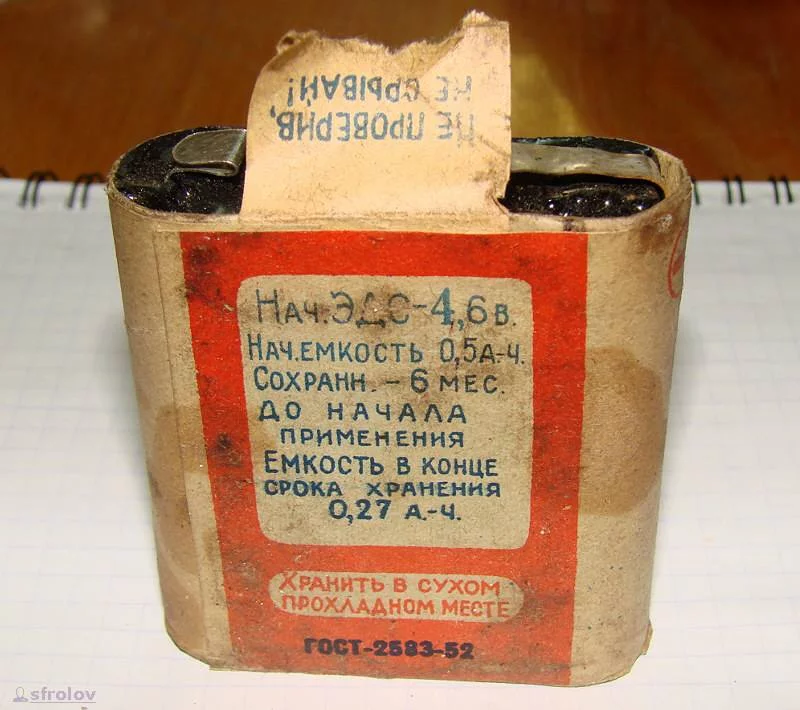 НЕ ПРОВЕРИВ,
НЕ СРЫВАЙ!
НАЧ.ЭДС-4,6 В.
НАЧ.ЕМКОСТЬ 0,5А.-Ч.
СОХРАНН. - 6 МЕС.
ДО НАЧАЛА
ПРИМЕНЕНИЯ
ЕМКОСТЬ В КОНЦЕ
СРОКА ХРАНЕНИЯ
0,27 А.-Ч.
ХРАНИТЬ В СУХОМ
ПРОХЛАДНОМ МЕСТЕ
ГОСТ-2583-52
sfrolov